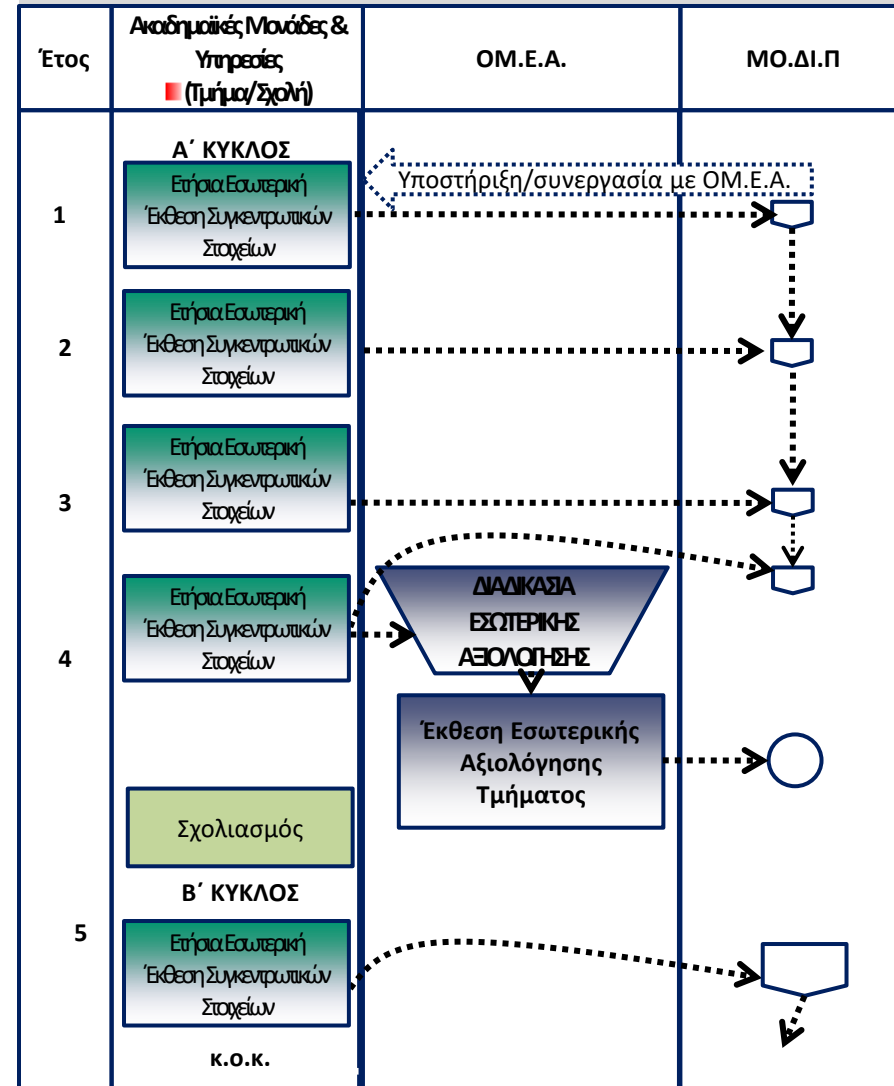 Έτος
Ακαδημαϊκές Μονάδες &
Υπηρεσίες
(Τμήμα/Σχολή)
ΟΜ.Ε.Α.
ΜΟ.ΔΙ.Π
Α΄ ΚΥΚΛΟΣ
Ετήσια Εσωτερική
Έκθεση Συγκεντρωτικών
Στοιχείων
Υποστήριξη/συνεργασία με ΟΜ.Ε.Α.
1
Ετήσια Εσωτερική
Έκθεση Συγκεντρωτικών
Στοιχείων
2
Ετήσια Εσωτερική
Έκθεση Συγκεντρωτικών
Στοιχείων
3
Ετήσια Εσωτερική
Έκθεση Συγκεντρωτικών
Στοιχείων
4
ΔΙΑΔΙΚΑΣΙΑ
ΕΣΩΤΕΡΙΚΗΣ
ΑΞΙΟΛΟΓΗΣΗΣ
Έκθεση Εσωτερικής
Αξιολόγησης
Τμήματος
Σχολιασμός
Β΄ ΚΥΚΛΟΣ
5
Ετήσια Εσωτερική
Έκθεση Συγκεντρωτικών
Στοιχείων
κ.ο.κ.